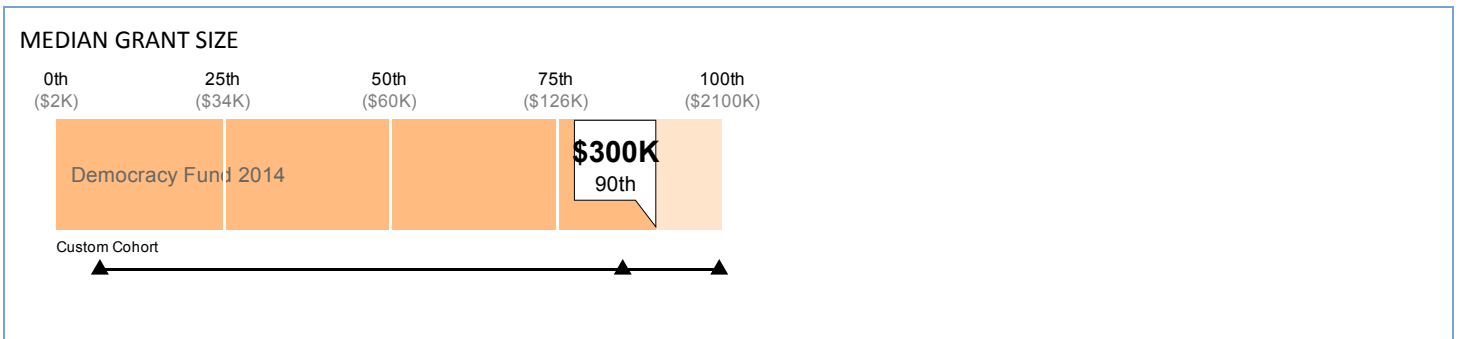 MEDIAN GRANT SIZE
0th 25th 50th 75th 100th
($2K) ($34K) ($60K) ($126K) ($2100K)
$300K
Democracy Fund 2014
90th
Custom Cohort